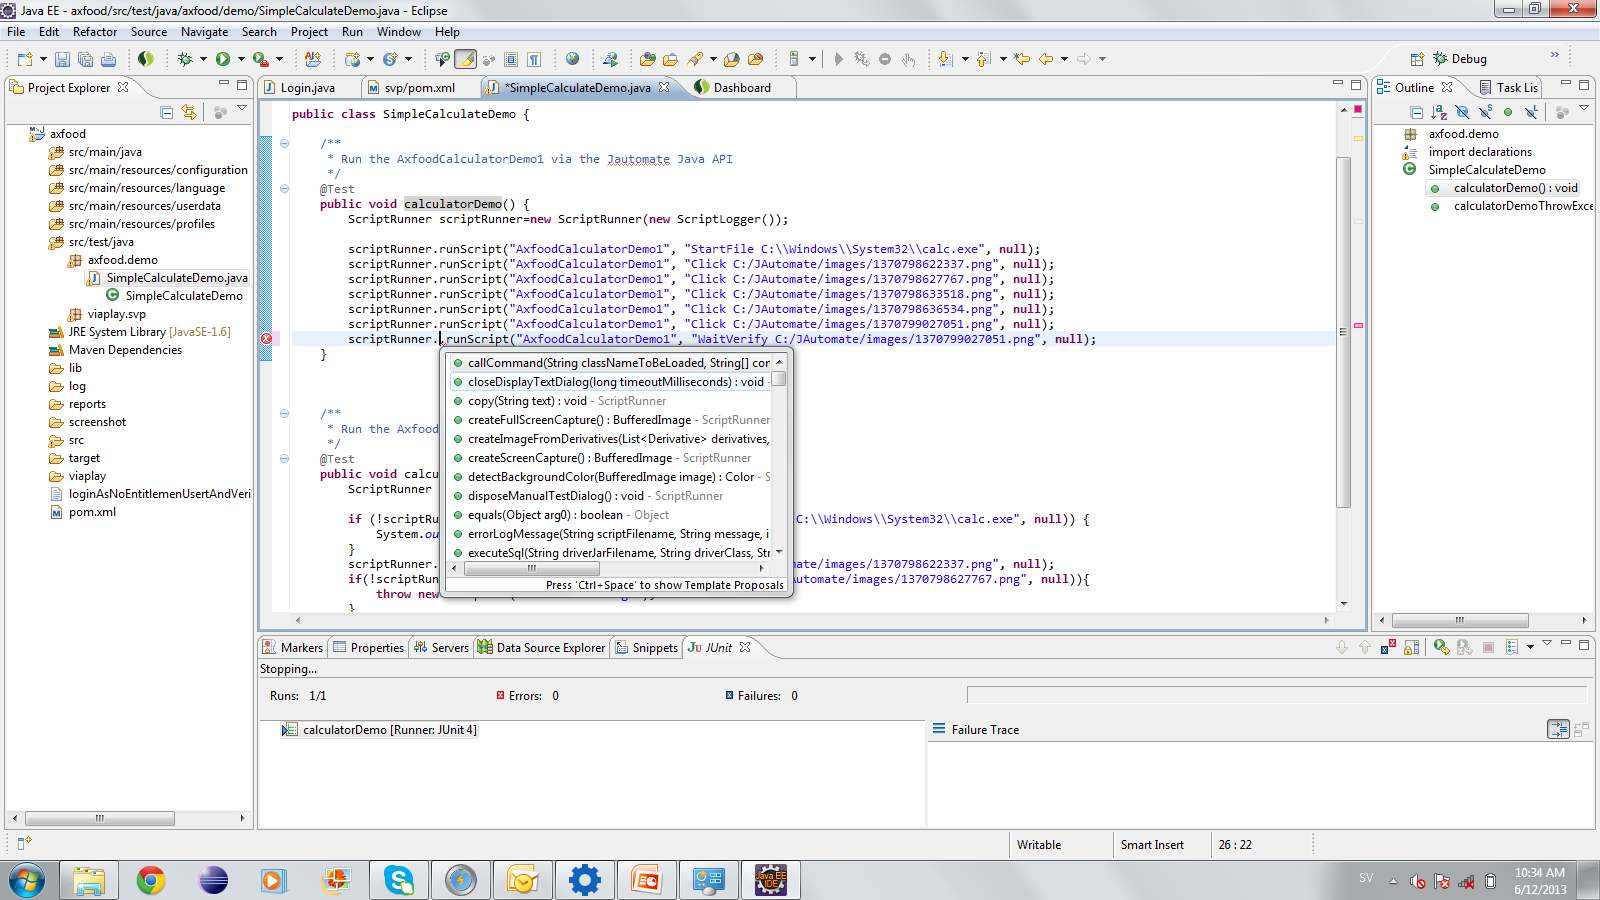 Java EE - axfood/src/test/java/axfood/demo/SimpleCalculateDemo.java - Eclipse
File Edit Refactor Source Navigate Search Project Run Window Help
Debug
Project Explorer
Login.java svp/pom.xml *SimpleCalculateDemo.java Dashboard
Outline Task Lis
axfood
src/main/java
src/main/resources/configuration
src/main/resources/language
src/main/resources/userdata
src/main/resources/profiles
src/test/java
axfood.demo
SimpleCalculateDemo.java
SimpleCalculateDemo
viaplay.svp
JRE System Library [JavaSE-1.6]
Maven Dependencies
lib
log
reports
screenshot
src
target
viaplay
loginAsNoEntitlemenUsertAndVeri
pom.xml
public class SimpleCalculateDemo {
/**
* Run the AxfoodCalculatorDemo1 via the Jautomate Java API
*/
@Test
public void calculatorDemo() {
ScriptRunner scriptRunner=new ScriptRunner(new ScriptLogger());
scriptRunner.runScript("AxfoodCalculatorDemo1", "StartFile C:\\Windows\\System32\\calc.exe", null);
scriptRunner.runScript("AxfoodCalculatorDemo1", "Click C:/JAutomate/images/1370798622337.png", null);
scriptRunner.runScript("AxfoodCalculatorDemo1", "Click C:/JAutomate/images/1370798627767.png", null);
scriptRunner.runScript("AxfoodCalculatorDemo1", "Click C:/JAutomate/images/1370798633518.png", null);
scriptRunner.runScript("AxfoodCalculatorDemo1", "Click C:/JAutomate/images/1370798636534.png", null);
scriptRunner.runScript("AxfoodCalculatorDemo1", "Click C:/JAutomate/images/1370799027051.png", null);
scriptRunner..runScript("AxfoodCalculatorDemo1", "WaitVerify C:/JAutomate/images/1370799027051.png", null);
}
callCommand(String classNameToBeLoaded, String[] con
closeDisplayTextDialog(long timeoutMilliseconds) : void -
copy(String text) : void - ScriptRunner
createFullScreenCapture() : BufferedImage - ScriptRunner
createImageFromDerivatives(List<Derivative> derivatives,
createScreenCapture() : BufferedImage - ScriptRunner
detectBackgroundColor(BufferedImage image) : Color - S
disposeManualTestDialog() : void - ScriptRunner
equals(Object arg0) : boolean - Object
errorLogMessage(String scriptFilename, String message, i
executeSql(String driverJarFilename, String driverClass, Str
Press 'Ctrl+Space' to show Template Proposals
/**
* Run the Axfood
*/
@Test
public void calcu
ScriptRunner
if (!scriptRu C:\\Windows\\System32\\calc.exe", null)) {
System.ou
}
scriptRunner. Automate/images/1370798622337.png", null);
if(!scriptRun Automate/images/1370798627767.png", null)){
throw new
}
axfood.demo
import declarations
SimpleCalculateDemo
calculatorDemo() : void
calculatorDemoThrowExce
Markers Properties Servers Data Source Explorer Snippets JUnit
Stopping...
Runs: 1/1 Errors: 0 Failures: 0
calculatorDemo [Runner: JUnit 4]
Failure Trace
Writable Smart Insert 26 : 22
Java EE
IDE
SV
10:34 AM
6/12/2013